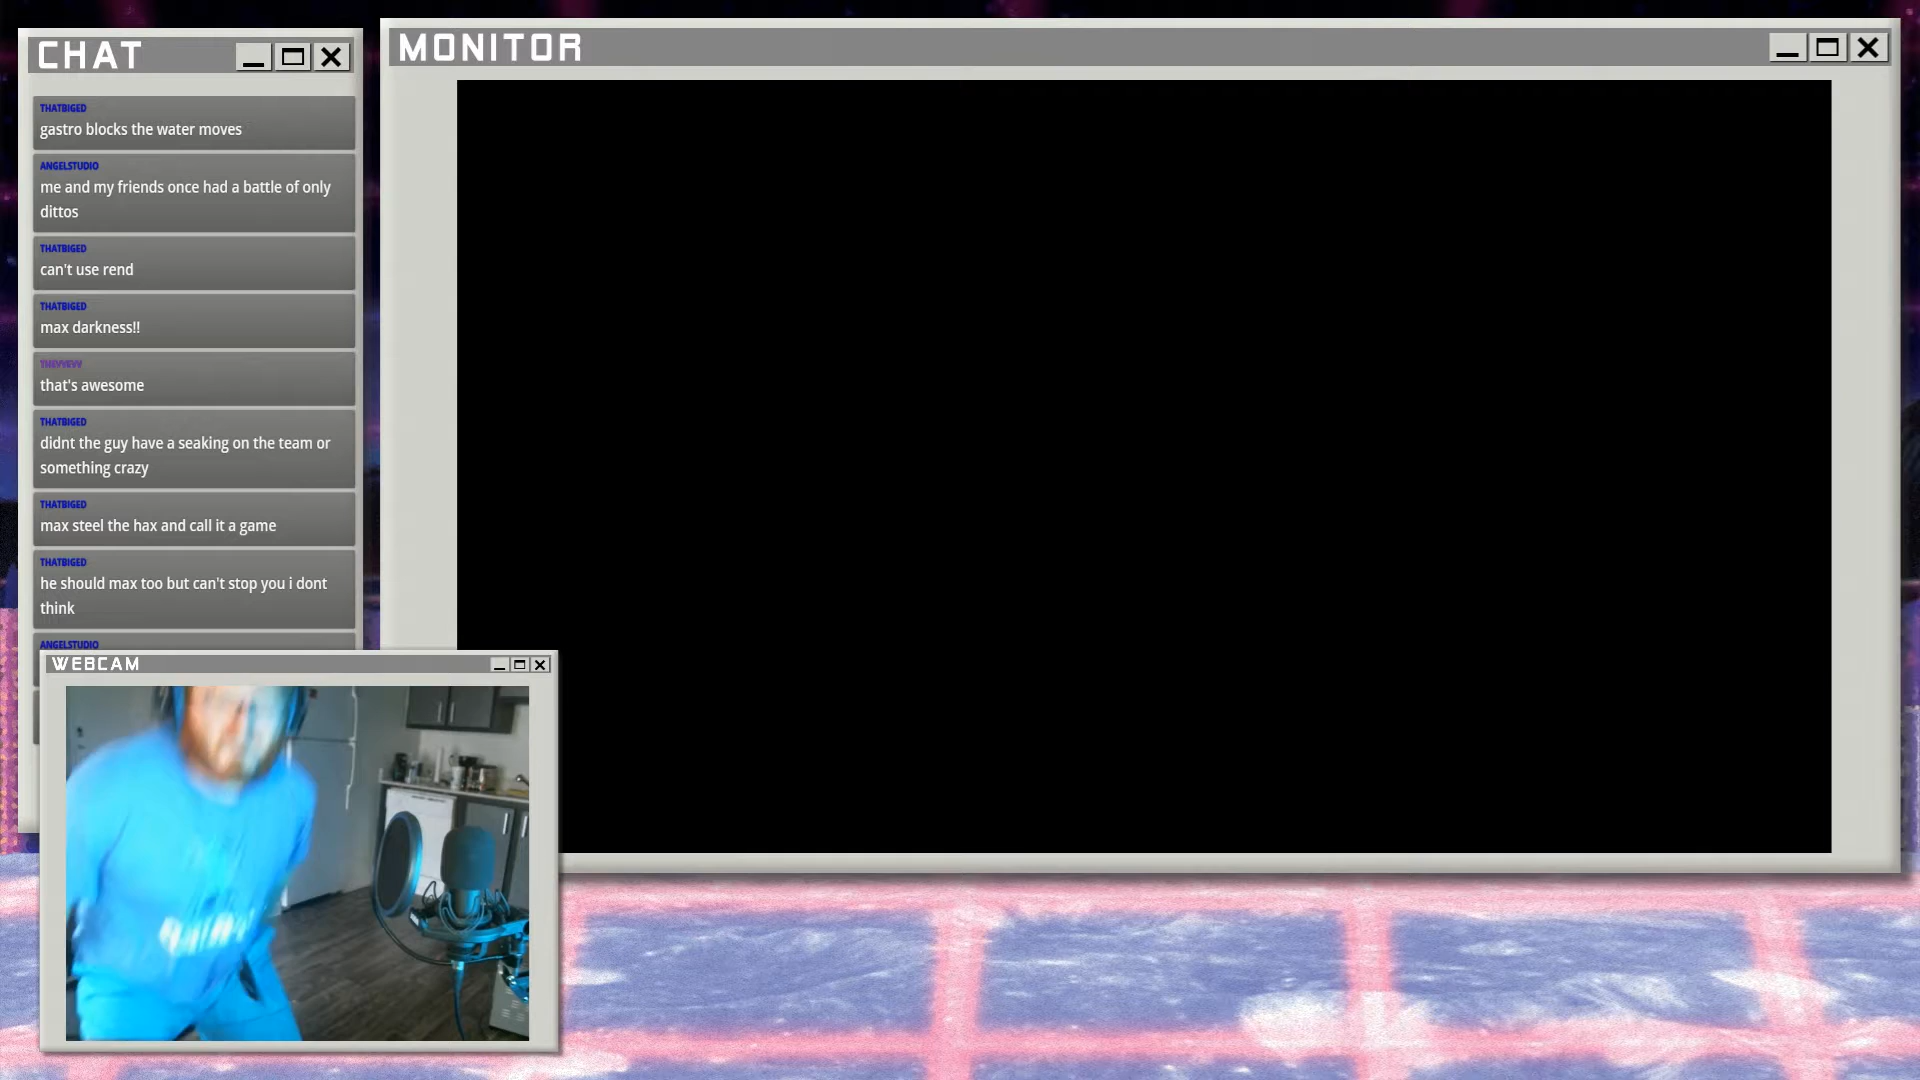 CHAT
THATBIGED
gastro blocks the water moves
ANGELSTUDIO
me and my friends once had a battle of only
dittos
THATBIGED
can't use rend
THATBIGED
max darkness!!
that's awesome
THATBIGED
didnt the guy have a seaking on the team or
something crazy
THATBIGED
max steel the hax and call it a game
THATBIGED
he should max too but can't stop you i dont
think
ANGELSTUDIO
MONITOR
WEBCAM